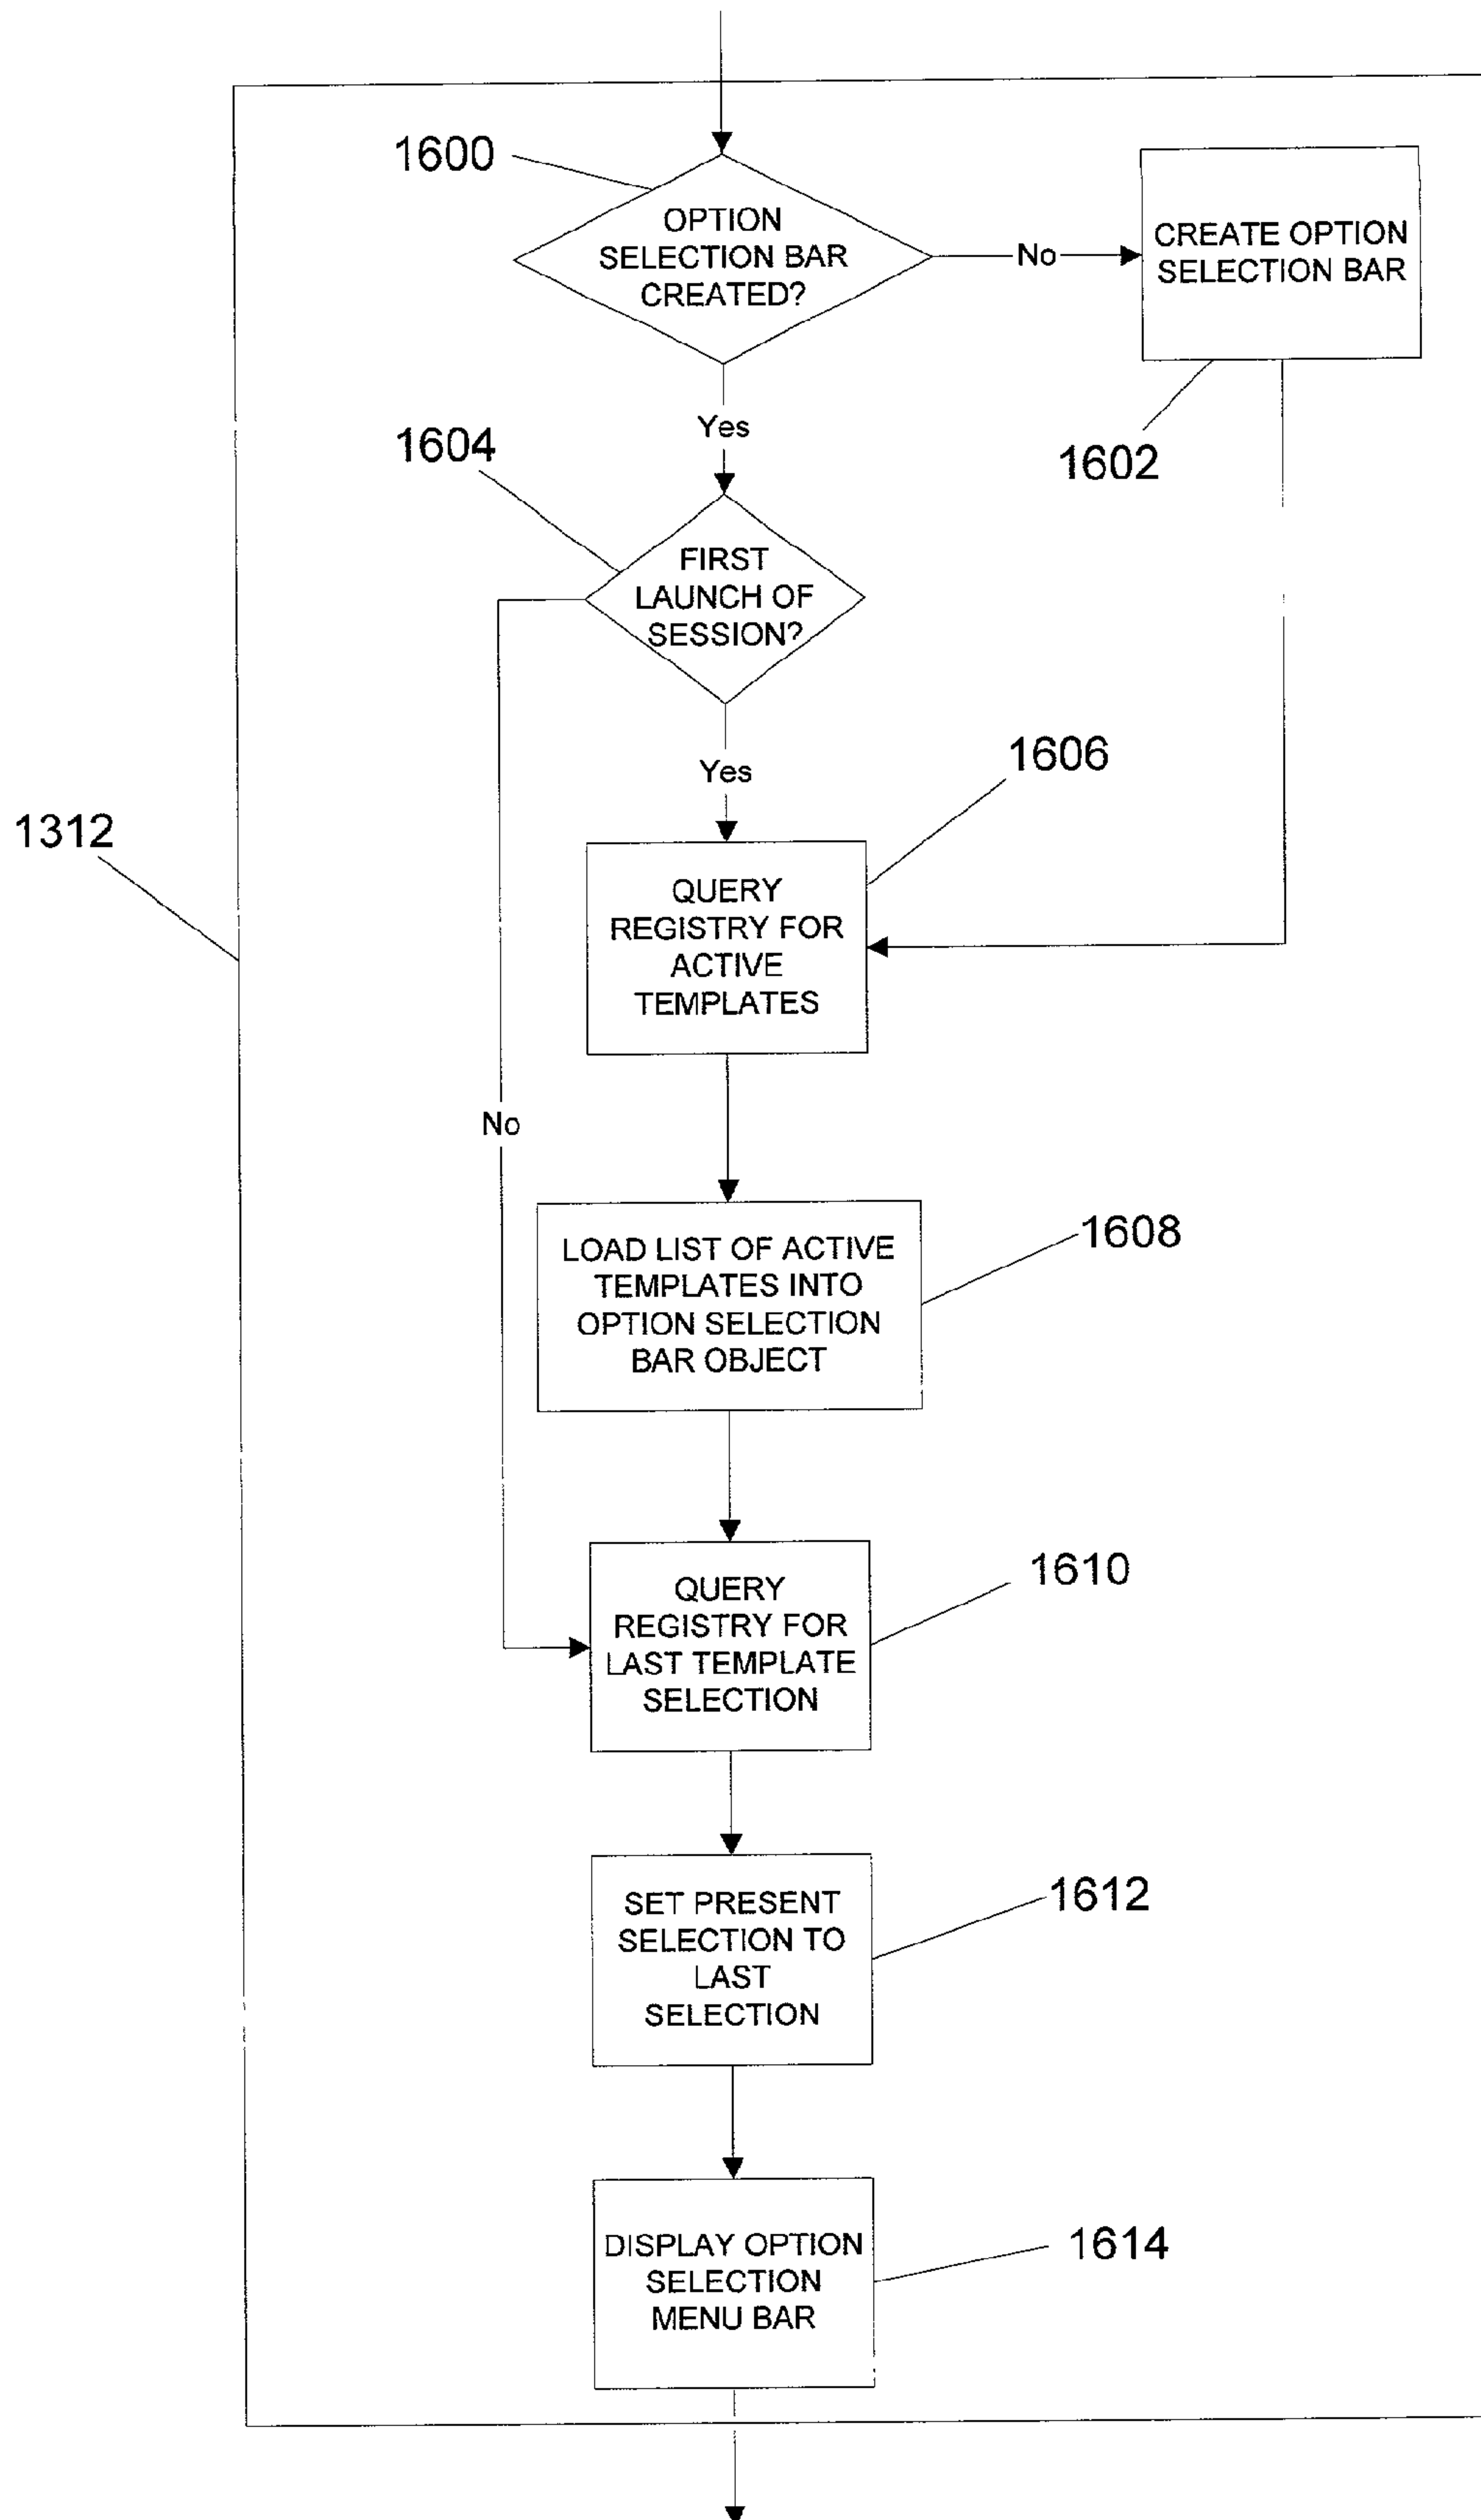 1600
OPTION
SELECTION BAR
CREATED?
No
CREATE OPTION
SELECTION BAR
1602
Yes
1604
FIRST
LAUNCH OF
SESSION?
Yes
1606
1312
QUERY
REGISTRY FOR
ACTIVE
TEMPLATES
No
LOAD LIST OF ACTIVE
TEMPLATES INTO
OPTION SELECTION
BAR OBJECT
1608
QUERY
REGISTRY FOR
LAST TEMPLATE
SELECTION
1610
SET PRESENT
SELECTION TO
LAST
SELECTION
1612
DISPLAY OPTION
SELECTION
MENU BAR
1614